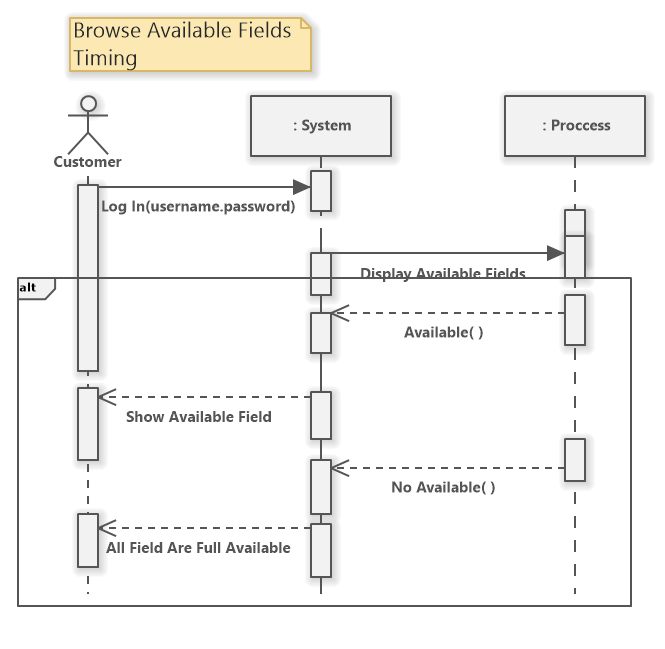 Browse Available Fields
Timing
Customer
: System
: Proccess
Log In(username.password)
Display Available Fields
alt
Available( )
Show Available Field
No Available( )
All Field Are Full Available